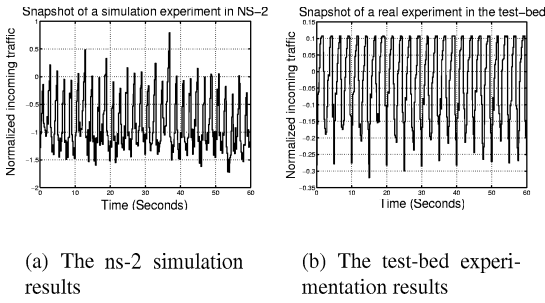 Snapshot of a simulation experiment in NS-2
Normalized incoming traffic
1
0.5
0
-0.5
-1
-1.5
-2
0 10 20 30 40 50 60
Time (Seconds)
(a) The ns-2 simulation
results
Snapshot of a real experiment in the test-bed
Normalized incoming traffic
0.15
0.1
0.05
0
-0.05
-0.1
-0.15
-0.2
-0.25
-0.3
-0.35
0 10 20 30 40 50 60
Time (Seconds)
(b) The test-bed experi-
mentation results